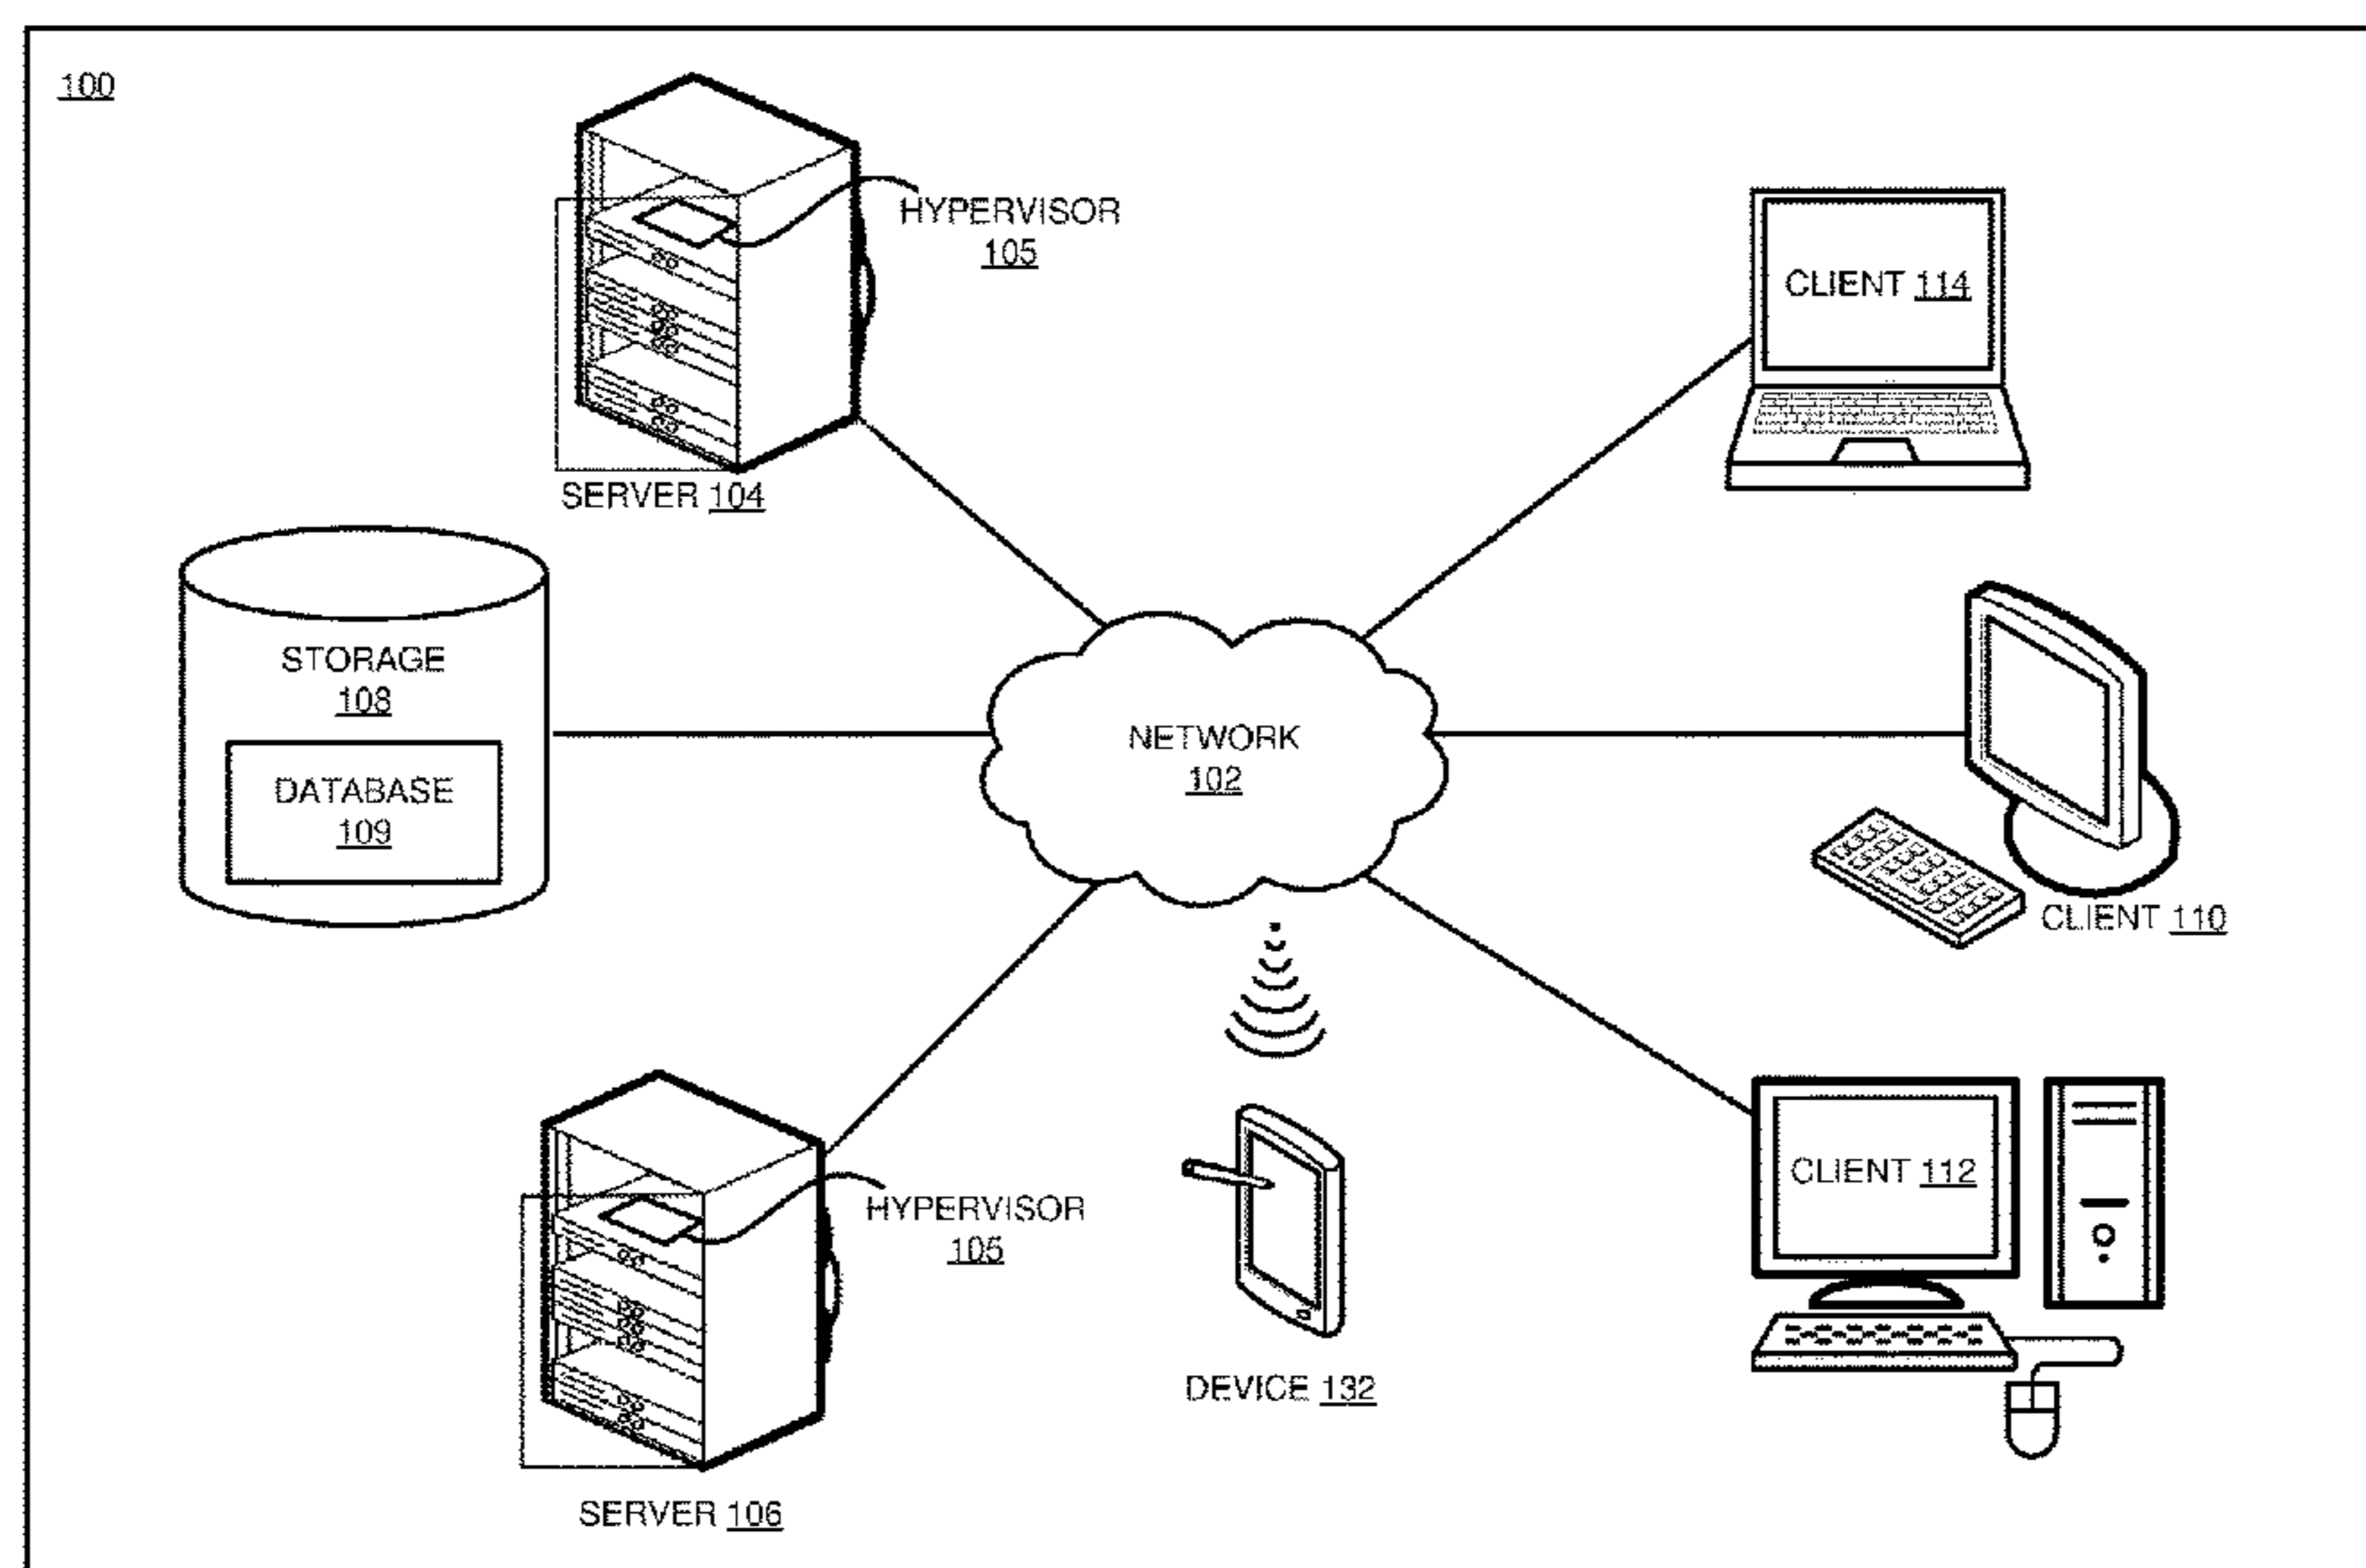 100
HYPERVISOR
105
CLIENT 114
SERVER 104
STORAGE
108
NETWORK
102
DATABASE
109
CLIENT 110
HYPERVISOR
105
CLIENT 112
DEVICE 132
SERVER 106